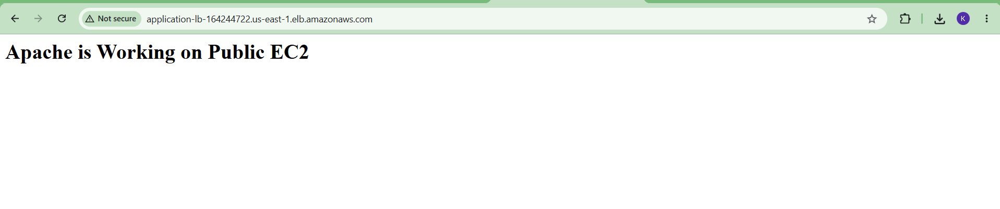 Not secure
application-lb-164244722.us-east-1.elb.amazonaws.com
K
Apache is Working on Public EC2